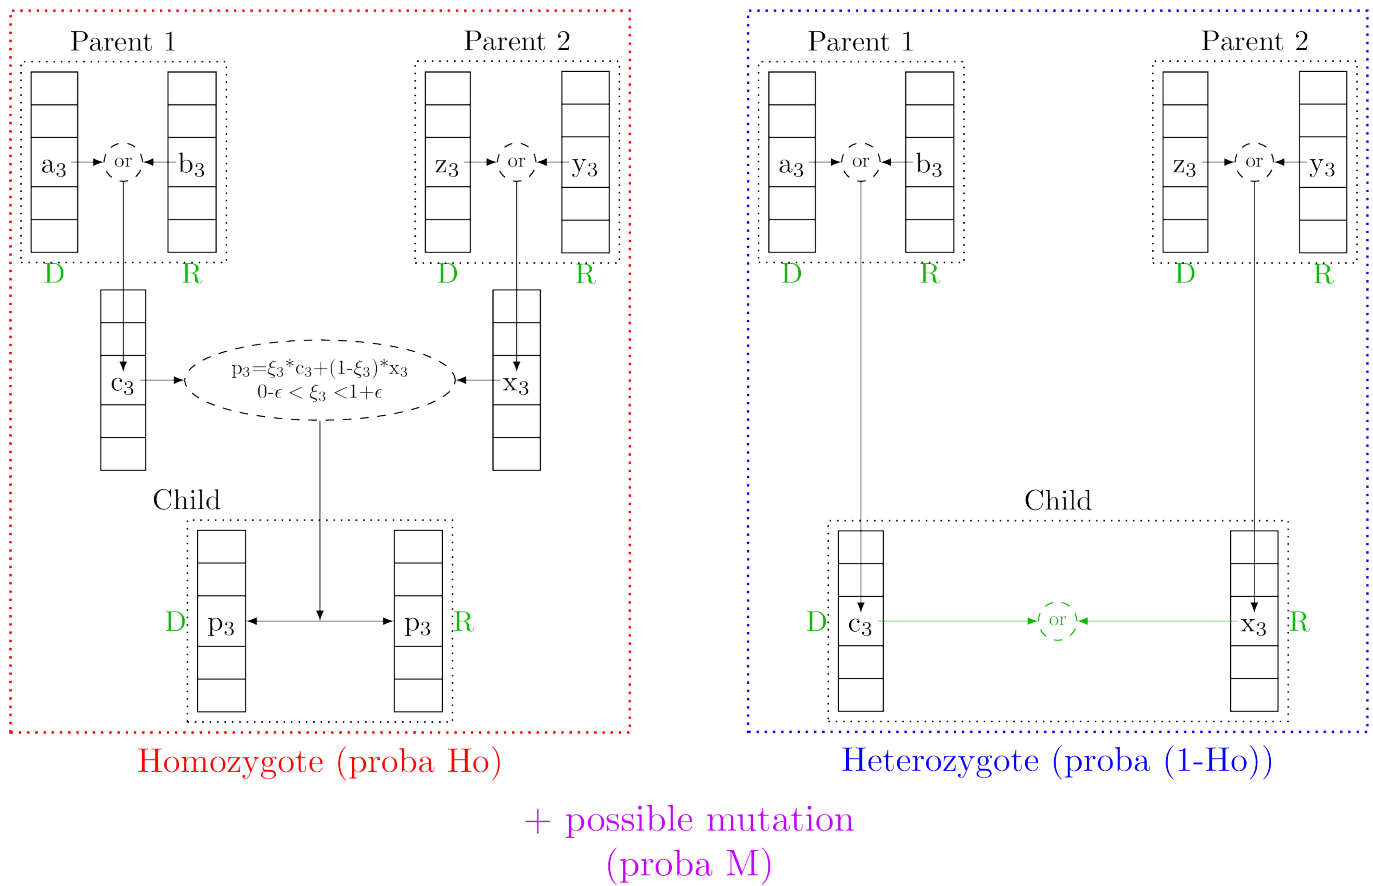 Parent 1 Parent 2 Parent 1 Parent 2
a₃ or b₃ z₃ or y₃ a₃ or b₃ z₃ or y₃
D R D R D R D R
p₃=ξ₃*c₃+(1-ξ₃)*x₃
c₃ x₃
0-ϵ < ξ₃ <1+ϵ
Child Child
D p₃ p₃ R D c₃ or x₃ R
Homozygote (proba Ho) Heterozygote (proba (1-Ho))
+ possible mutation
(proba M)